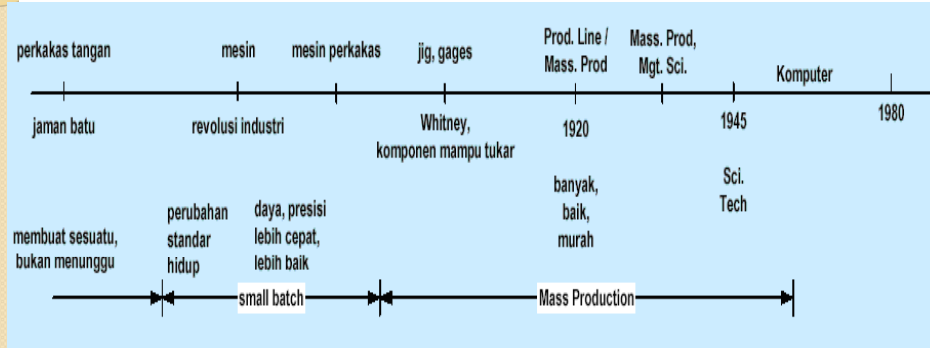 perkakas tangan
mesin
mesin perkakas
jig, gages
Prod. Line /
Mass. Prod
Mass. Prod,
Mgt. Sci.
Komputer
jaman batu
revolusi industri
Whitney,
komponen mampu tukar
1920
1945
1980
membuat sesuatu,
bukan menunggu
perubahan
standar
hidup
daya, presisi
lebih cepat,
lebih baik
banyak,
baik,
murah
Sci.
Tech
small batch
Mass Production